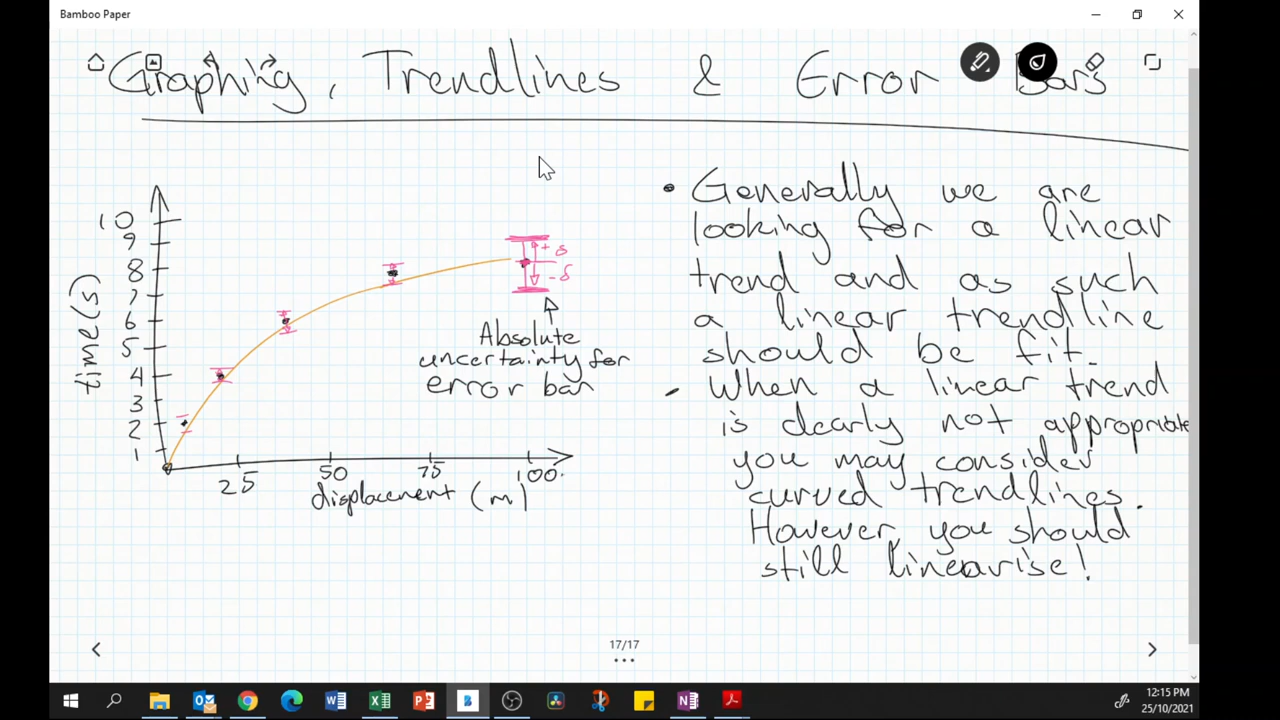 Bamboo Paper
Graphing, Trendlines & Error Bars
10
9
8
7
6
5
4
3
2
1
time(s)
25
50
75
100
displacement (m)
+δ
-δ
Absolute
uncertainty for
error bar
• Generally we are
looking for a linear
trend and as such
a linear trendline
should be fit.
• When a linear trend
is clearly not appropriate
you may consider
curved trendlines.
However, you should
still linearise!
17/17
12:15 PM
25/10/2021